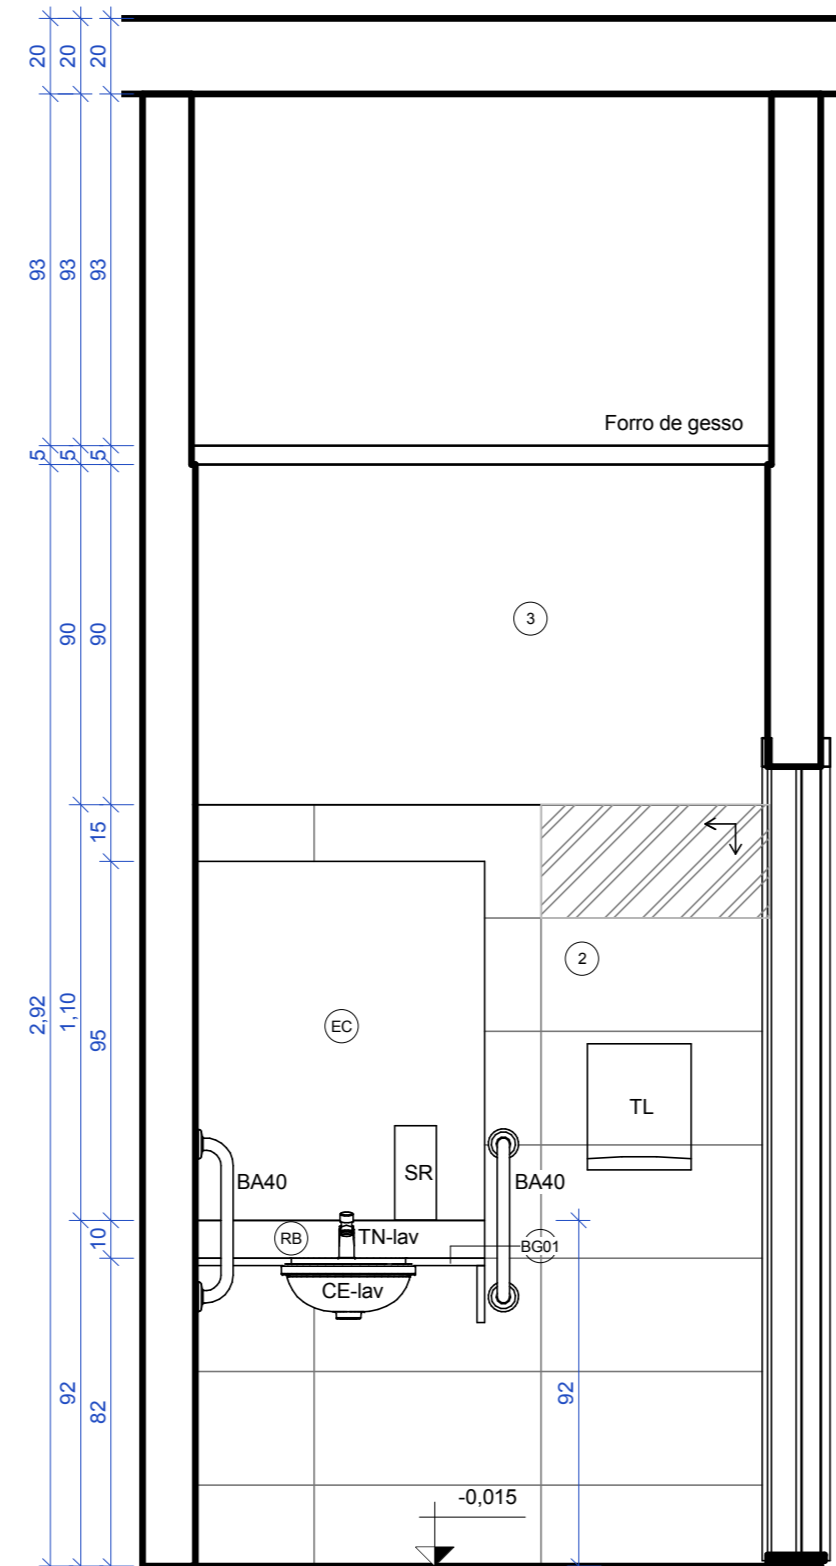 20 20 20
93 93 93
Forro de gesso
5 5 15
3
90 90
15
2
2,92 1,10 95
EC
TL
SR
BA40 BA40
10 RB TN-lav BG01
CE-lav
92 82 92
-0,015